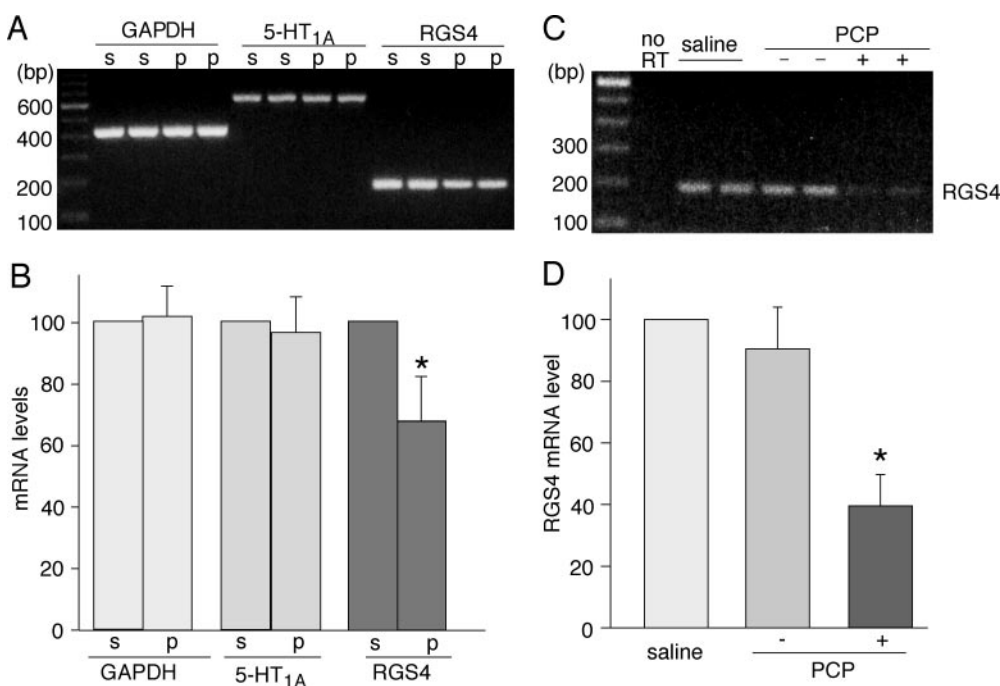 A
GAPDH 5-HT1A RGS4
s s p p s s p p s s p p
(bp)
600
400
200
100
C
no RT saline PCP
– – + +
(bp)
300
200
100
RGS4
B
mRNA levels
100
80
60
40
20
0
*
s p s p s p
GAPDH 5-HT1A RGS4
D
RGS4 mRNA level
100
80
60
40
20
0
*
saline - +
PCP